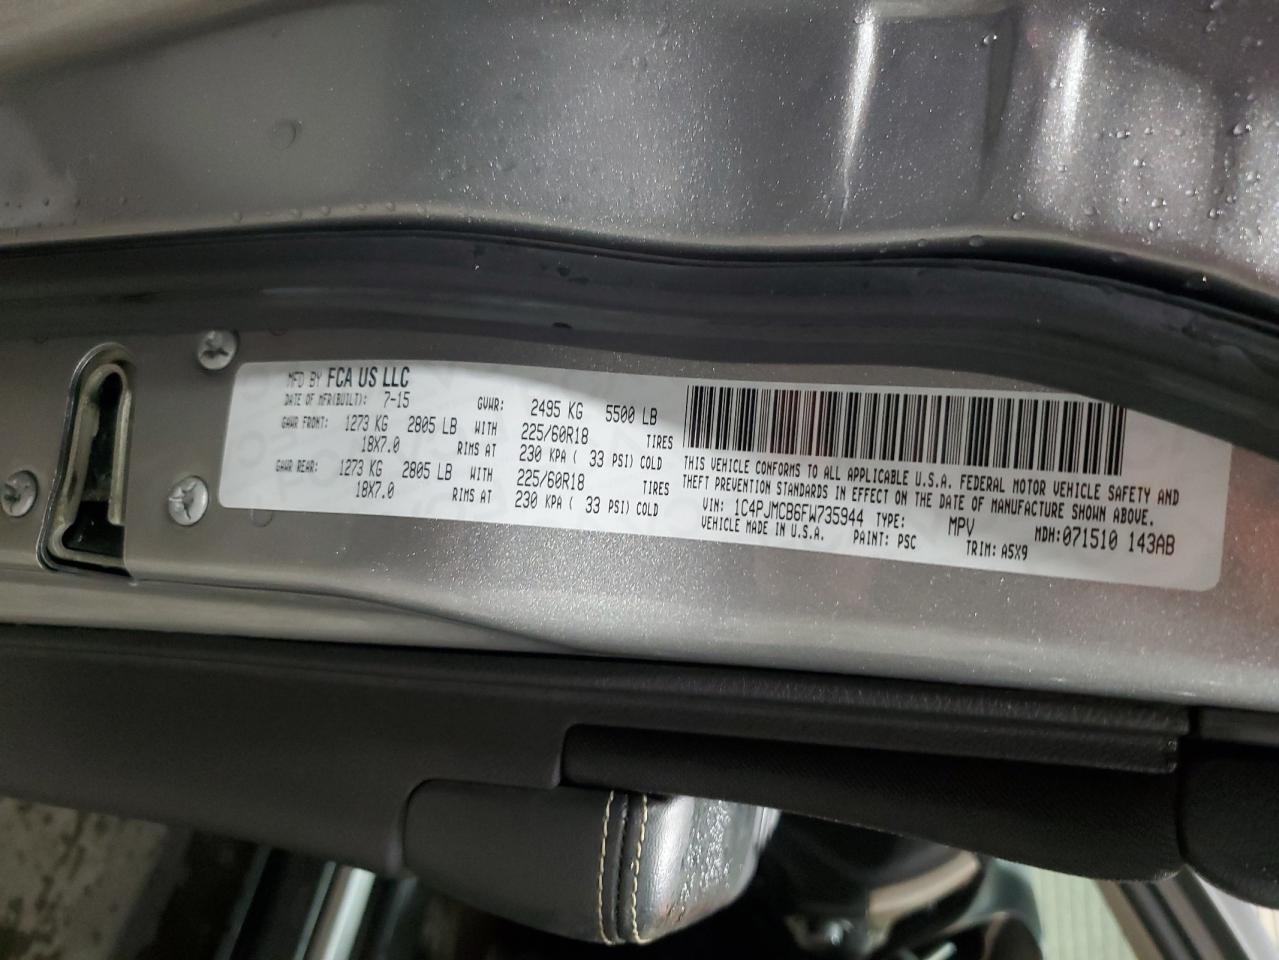 MFD BY FCA US LLC
DATE OF MFR(BUILT): 7-15 GVWR: 2495 KG 5500 LB
GAWR FRONT: 1273 KG 2805 LB WITH 225/60R18 TIRES
18X7.0 RIMS AT 230 KPA ( 33 PSI) COLD
GAWR REAR: 1273 KG 2805 LB WITH 225/60R18 TIRES
18X7.0 RIMS AT 230 KPA ( 33 PSI) COLD
THIS VEHICLE CONFORMS TO ALL APPLICABLE U.S.A. FEDERAL MOTOR VEHICLE SAFETY AND
THEFT PREVENTION STANDARDS IN EFFECT ON THE DATE OF MANUFACTURE SHOWN ABOVE.
VIN: 1C4PJMCB6FW735944 TYPE: MPV MDH:071510 143AB
VEHICLE MADE IN U.S.A. PAINT: PSC TRIM: A5X9